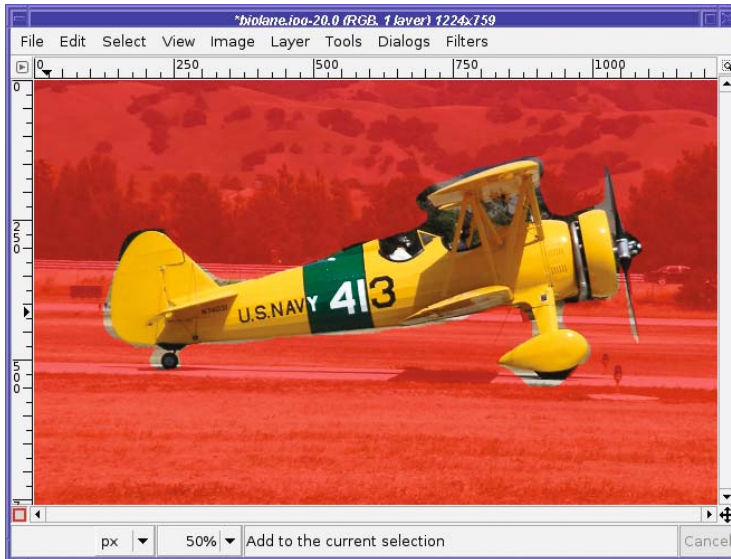 *biplane.jpg-20.0 (RGB, 1 layer) 1224x759
File Edit Select View Image Layer Tools Dialogs Filters
0 250 500 750 1000
0
250
500
U.S.NAVY 413
px 50% Add to the current selection Cancel